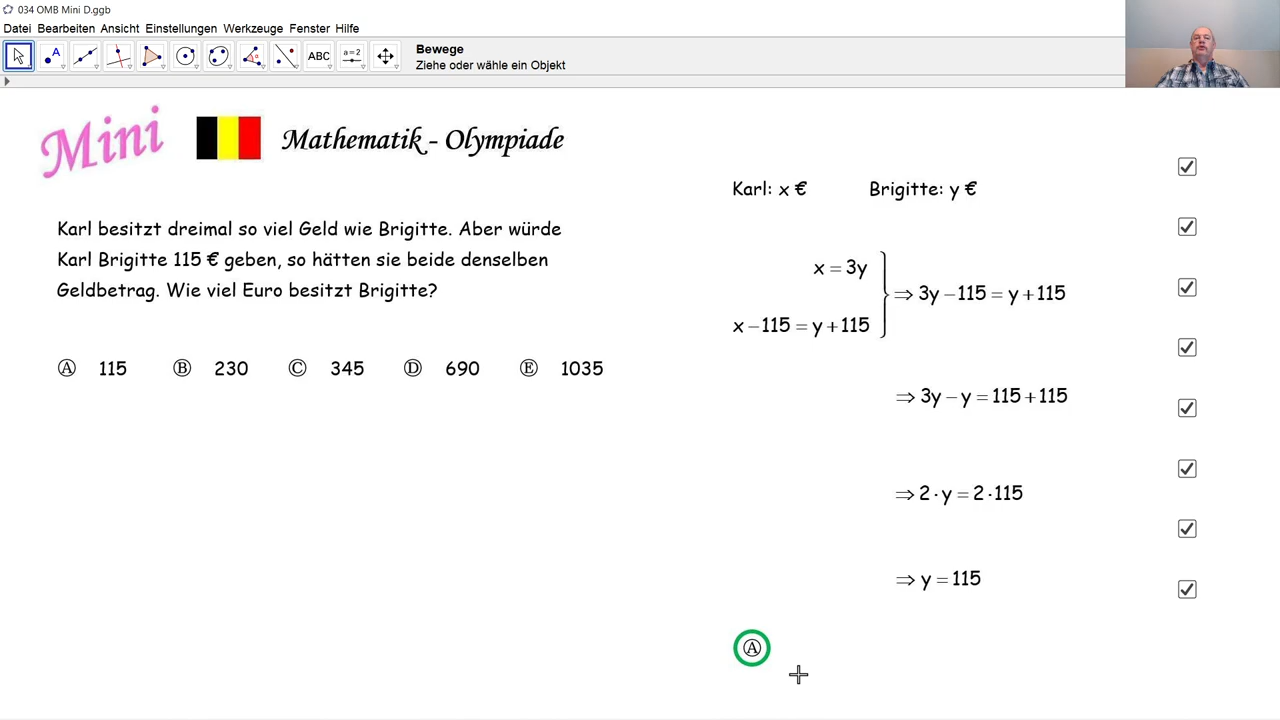 034 OMB Mini D.ggb
Datei Bearbeiten Ansicht Einstellungen Werkzeuge Fenster Hilfe
A
ABC
a=2
Bewege
Ziehe oder wähle ein Objekt
Mini
Mathematik - Olympiade
Karl besitzt dreimal so viel Geld wie Brigitte. Aber würde
Karl Brigitte 115 € geben, so hätten sie beide denselben
Geldbetrag. Wie viel Euro besitzt Brigitte?
Ⓐ 115 Ⓑ 230 Ⓒ 345 Ⓓ 690 Ⓔ 1035
Karl: x € Brigitte: y €
x = 3y
x − 115 = y + 115
⇒ 3y − 115 = y + 115
⇒ 3y − y = 115 + 115
⇒ 2 · y = 2 · 115
⇒ y = 115
Ⓐ